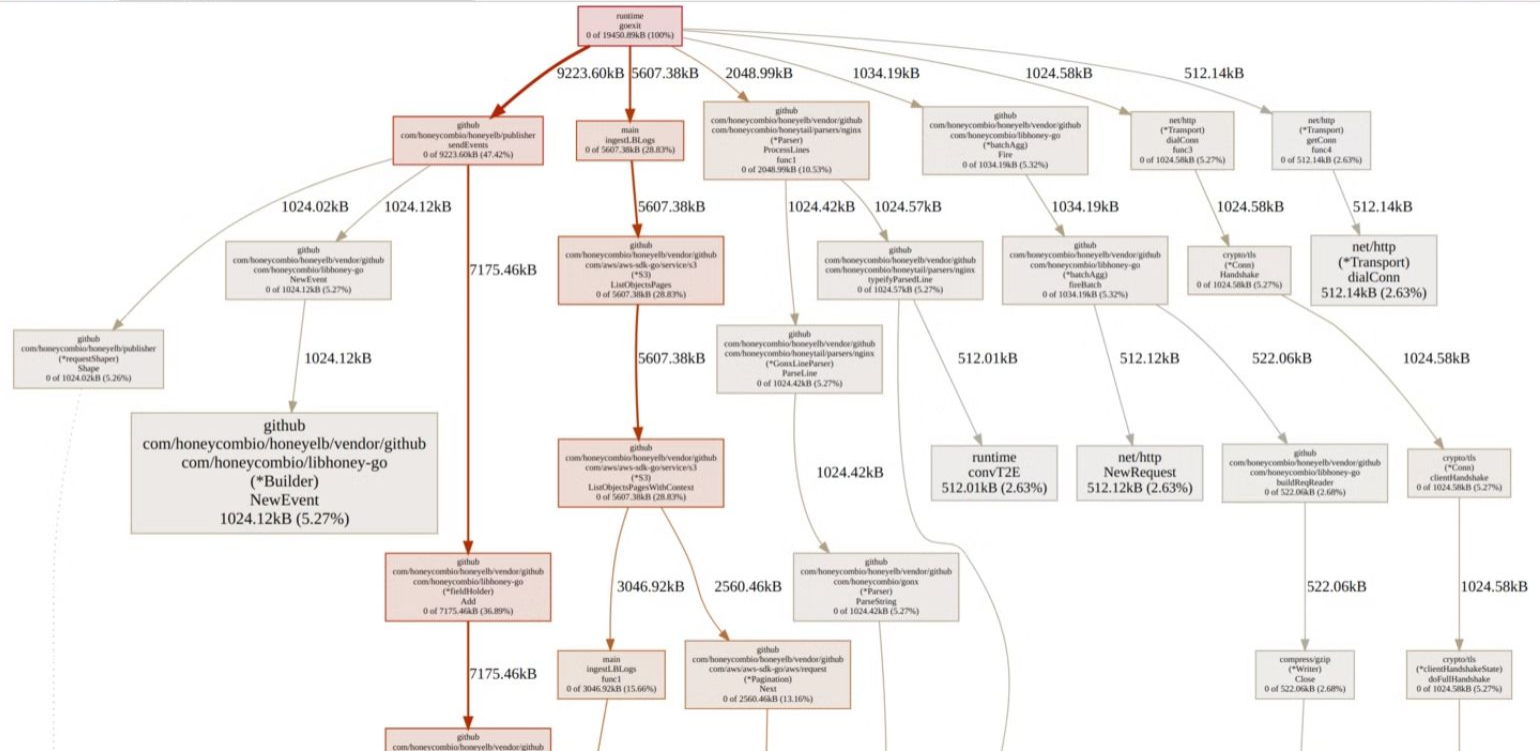 runtime
goexit
0 of 19450.89kB (100%)
9223.60kB
5607.38kB
2048.99kB
1034.19kB
1024.58kB
512.14kB
github
com/honeycombio/honeyelb/publisher
sendEvents
0 of 9223.60kB (47.42%)
main
ingestLBLogs
0 of 5607.38kB (28.83%)
github
com/honeycombio/honeyelb/vendor/github
com/honeycombio/honeytail/parsers/nginx
(*Parser)
ProcessLines
func1
0 of 2048.99kB (10.53%)
github
com/honeycombio/honeyelb/vendor/github
com/honeycombio/libhoney-go
(*batchAgg)
Fire
0 of 1034.19kB (5.32%)
net/http
(*Transport)
dialConn
func3
0 of 1024.58kB (5.27%)
net/http
(*Transport)
getConn
func4
0 of 512.14kB (2.63%)
1024.02kB
1024.12kB
7175.46kB
5607.38kB
1024.42kB
1024.57kB
1034.19kB
1024.58kB
512.14kB
github
com/honeycombio/honeyelb/vendor/github
com/honeycombio/libhoney-go
NewEvent
0 of 1024.12kB (5.27%)
github
com/honeycombio/honeyelb/vendor/github
com/aws/aws-sdk-go/service/s3
(*S3)
ListObjectsPages
0 of 5607.38kB (28.83%)
github
com/honeycombio/honeyelb/vendor/github
com/honeycombio/honeytail/parsers/nginx
typeifyParsedLine
0 of 1024.57kB (5.27%)
github
com/honeycombio/honeyelb/vendor/github
com/honeycombio/libhoney-go
(*batchAgg)
fireBatch
0 of 1034.19kB (5.32%)
crypto/tls
(*Conn)
Handshake
0 of 1024.58kB (5.27%)
net/http
(*Transport)
dialConn
512.14kB (2.63%)
github
com/honeycombio/honeyelb/publisher
(*requestShaper)
Shape
0 of 1024.02kB (5.26%)
1024.12kB
5607.38kB
github
com/honeycombio/honeyelb/vendor/github
com/honeycombio/honeytail/parsers/nginx
(*GonxLineParser)
ParseLine
0 of 1024.42kB (5.27%)
512.01kB
512.12kB
522.06kB
1024.58kB
github
com/honeycombio/honeyelb/vendor/github
com/honeycombio/libhoney-go
(*Builder)
NewEvent
1024.12kB (5.27%)
github
com/honeycombio/honeyelb/vendor/github
com/aws/aws-sdk-go/service/s3
(*S3)
ListObjectsPagesWithContext
0 of 5607.38kB (28.83%)
1024.42kB
runtime
convT2E
512.01kB (2.63%)
net/http
NewRequest
512.12kB (2.63%)
github
com/honeycombio/honeyelb/vendor/github
com/honeycombio/libhoney-go
buildReqReader
0 of 522.06kB (2.68%)
crypto/tls
(*Conn)
clientHandshake
0 of 1024.58kB (5.27%)
github
com/honeycombio/honeyelb/vendor/github
com/honeycombio/libhoney-go
(*fieldHolder)
Add
0 of 7175.46kB (36.89%)
3046.92kB
2560.46kB
github
com/honeycombio/honeyelb/vendor/github
com/honeycombio/gonx
(*Parser)
ParseString
0 of 1024.42kB (5.27%)
522.06kB
1024.58kB
7175.46kB
main
ingestLBLogs
func1
0 of 3046.92kB (15.66%)
github
com/honeycombio/honeyelb/vendor/github
com/aws/aws-sdk-go/aws/request
(*Pagination)
Next
0 of 2560.46kB (13.16%)
compress/gzip
(*Writer)
Close
0 of 522.06kB (2.68%)
crypto/tls
(*clientHandshakeState)
doFullHandshake
0 of 1024.58kB (5.27%)
github
com/honeycombio/honeyelb/vendor/github